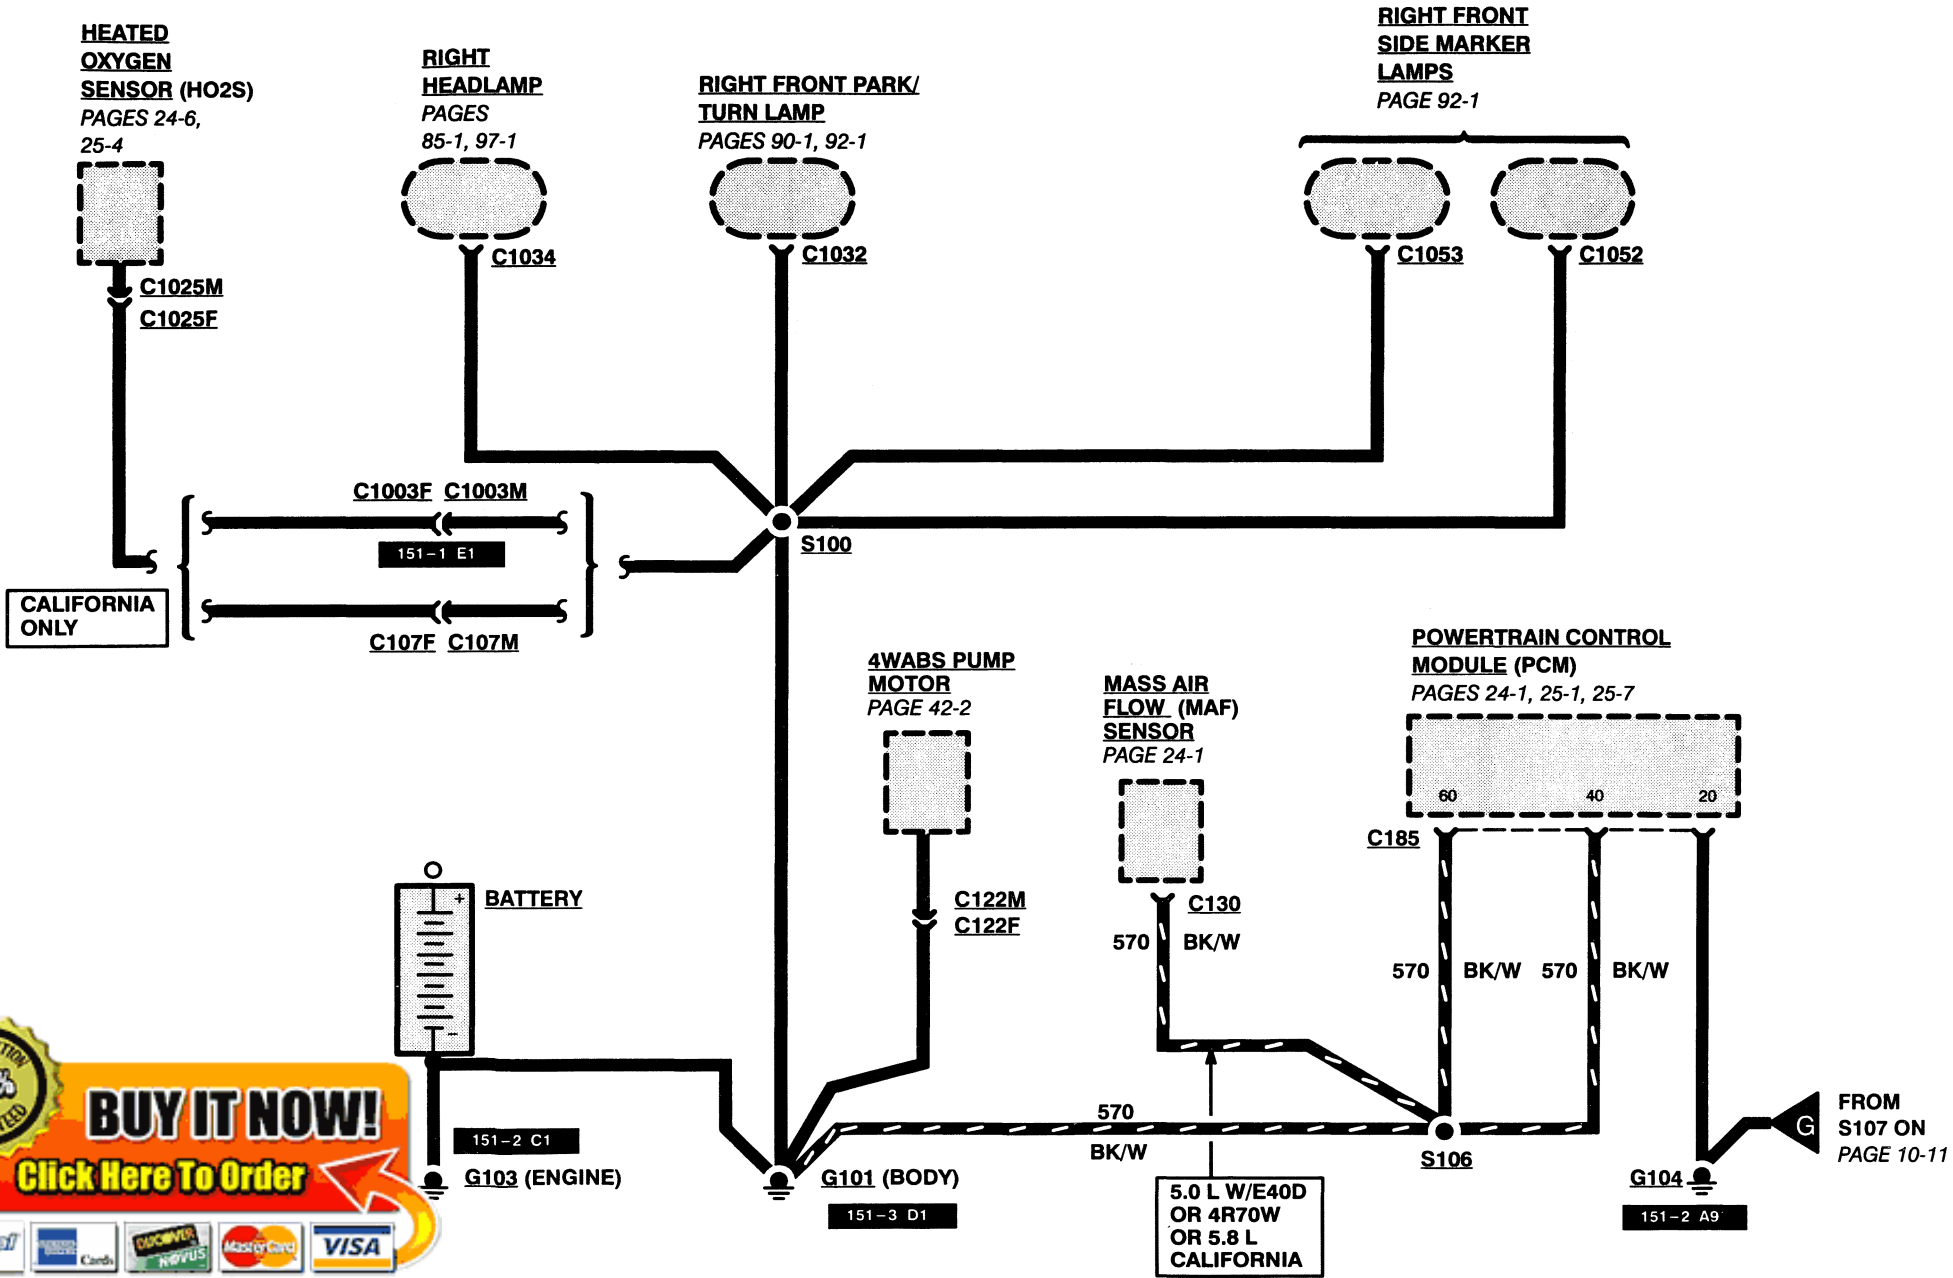 HEATED
OXYGEN
SENSOR (HO2S)
PAGES 24-6,
25-4
RIGHT
HEADLAMP
PAGES
85-1, 97-1
RIGHT FRONT PARK/
TURN LAMP
PAGES 90-1, 92-1
RIGHT FRONT
SIDE MARKER
LAMPS
PAGE 92-1
C1034
C1032
C1053
C1052
C1025M
C1025F
C1003F C1003M
151-1 E1
S100
CALIFORNIA
ONLY
C107F C107M
4WABS PUMP
MOTOR
PAGE 42-2
MASS AIR
FLOW (MAF)
SENSOR
PAGE 24-1
POWERTRAIN CONTROL
MODULE (PCM)
PAGES 24-1, 25-1, 25-7
60 40 20
C185
+
BATTERY
-
C122M
C122F
C130
570 BK/W
570 BK/W 570 BK/W
570
BK/W
S106
FROM
S107 ON
PAGE 10-11
G
151-2 C1
G103 (ENGINE)
G101 (BODY)
151-3 D1
G104
151-2 A9
5.0 L W/E40D
OR 4R70W
OR 5.8 L
CALIFORNIA
%
BUY IT NOW!
Click Here To Order
Cards
DISCOVER
NOVUS
MasterCard
VISA